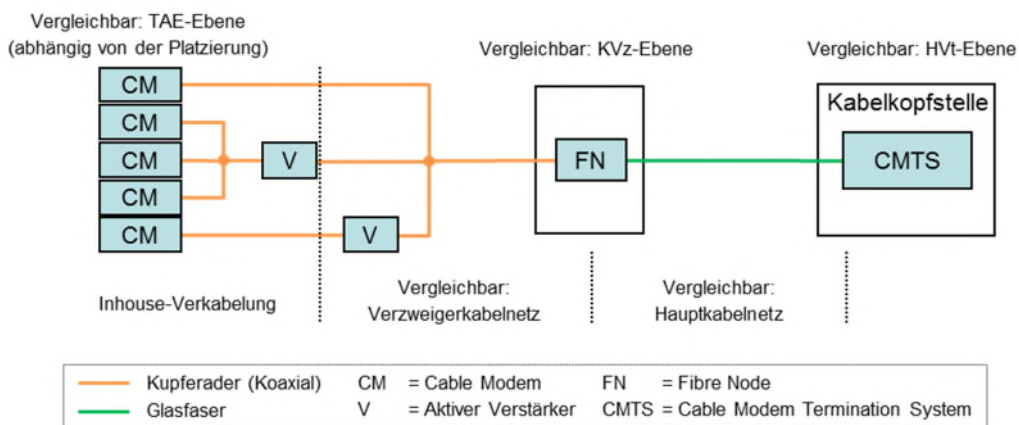 Vergleichbar: TAE-Ebene
(abhängig von der Platzierung)
Vergleichbar: KVz-Ebene
Vergleichbar: HVt-Ebene
CM
CM
CM
CM
CM
V
V
FN
Kabelkopfstelle
CMTS
Inhouse-Verkabelung
Vergleichbar:
Verzweigerkabelnetz
Vergleichbar:
Hauptkabelnetz
Kupferader (Koaxial) CM = Cable Modem FN = Fibre Node
Glasfaser V = Aktiver Verstärker CMTS = Cable Modem Termination System